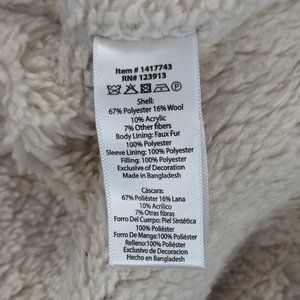 Item # 1417743
RN# 123913
Shell:
67% Polyester 16% Wool
10% Acrylic
7% Other fibers
Body Lining: Faux Fur
100% Polyester
Sleeve Lining: 100% Polyester
Filling: 100% Polyester
Exclusive of Decoration
Made in Bangladesh
Cáscara:
67% Poliéster 16% Lana
10% Acrílico
7% Otras fibras
Forro Del Cuerpo: Piel Sintética
100% Poliéster
Forro De Manga:100% Poliéster
Relleno:100% Poliéster
Exclusivo de Decoracion
Hecho en Bangladesh